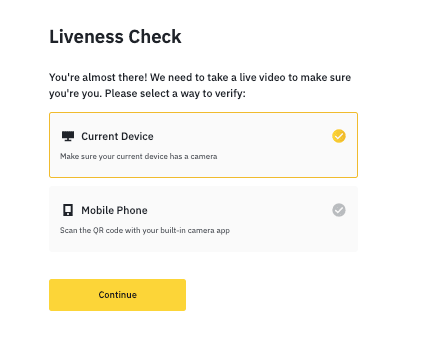 Liveness Check
You're almost there! We need to take a live video to make sure
you're you. Please select a way to verify:
Current Device
Make sure your current device has a camera
Mobile Phone
Scan the QR code with your built-in camera app
Continue